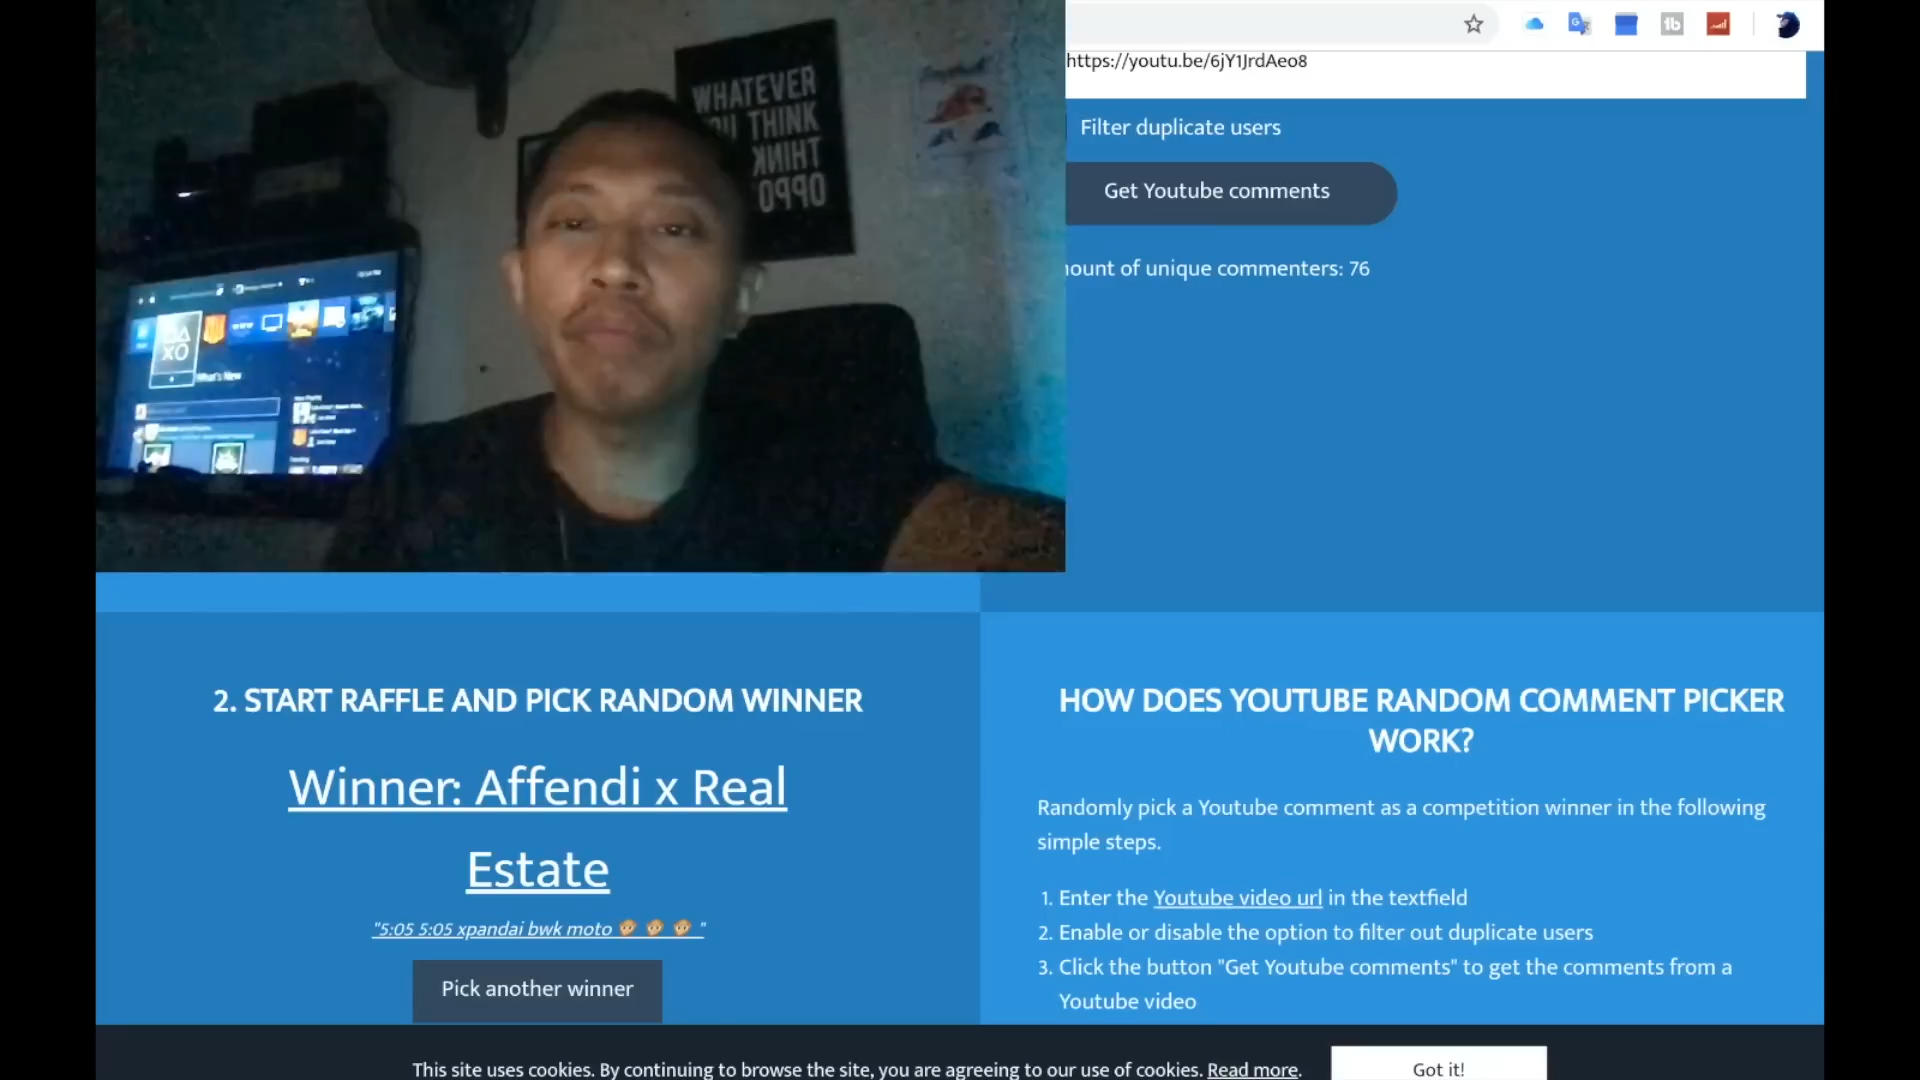 https://youtu.be/6jY1JrdAeo8
WHATEVER
YOU THINK
THINK
OPPO
Filter duplicate users
Get Youtube comments
ount of unique commenters: 76
What's New
2. START RAFFLE AND PICK RANDOM WINNER
Winner: Affendi x Real
Estate
"5:05 5:05 xpandai bwk moto 🧑🏽 🧑🏽 🧑🏽 "
Pick another winner
HOW DOES YOUTUBE RANDOM COMMENT PICKER
WORK?
Randomly pick a Youtube comment as a competition winner in the following
simple steps.
1. Enter the Youtube video url in the textfield
2. Enable or disable the option to filter out duplicate users
3. Click the button "Get Youtube comments" to get the comments from a
Youtube video
This site uses cookies. By continuing to browse the site, you are agreeing to our use of cookies. Read more.
Got it!